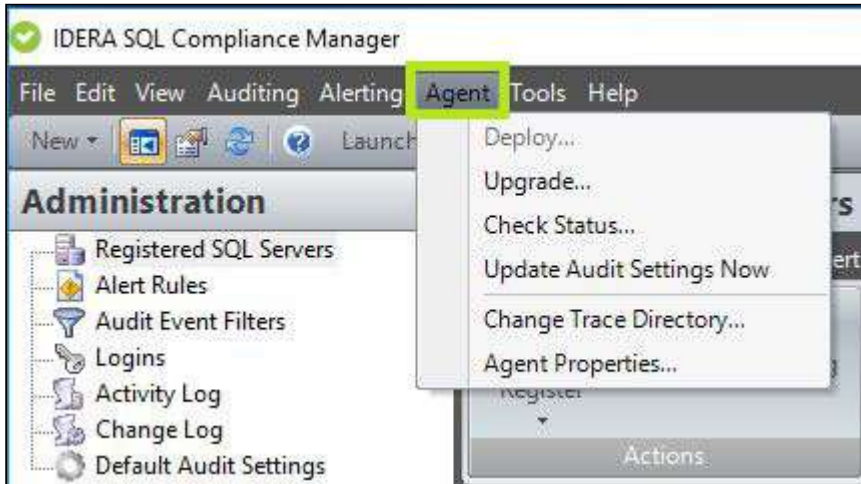 IDERA SQL Compliance Manager
File Edit View Auditing Alerting Agent Tools Help
New Launch
Deploy...
Upgrade...
Check Status...
Update Audit Settings Now
Change Trace Directory...
Agent Properties...
Administration
Registered SQL Servers
Alert Rules
Audit Event Filters
Logins
Activity Log
Change Log
Default Audit Settings
Register
Actions